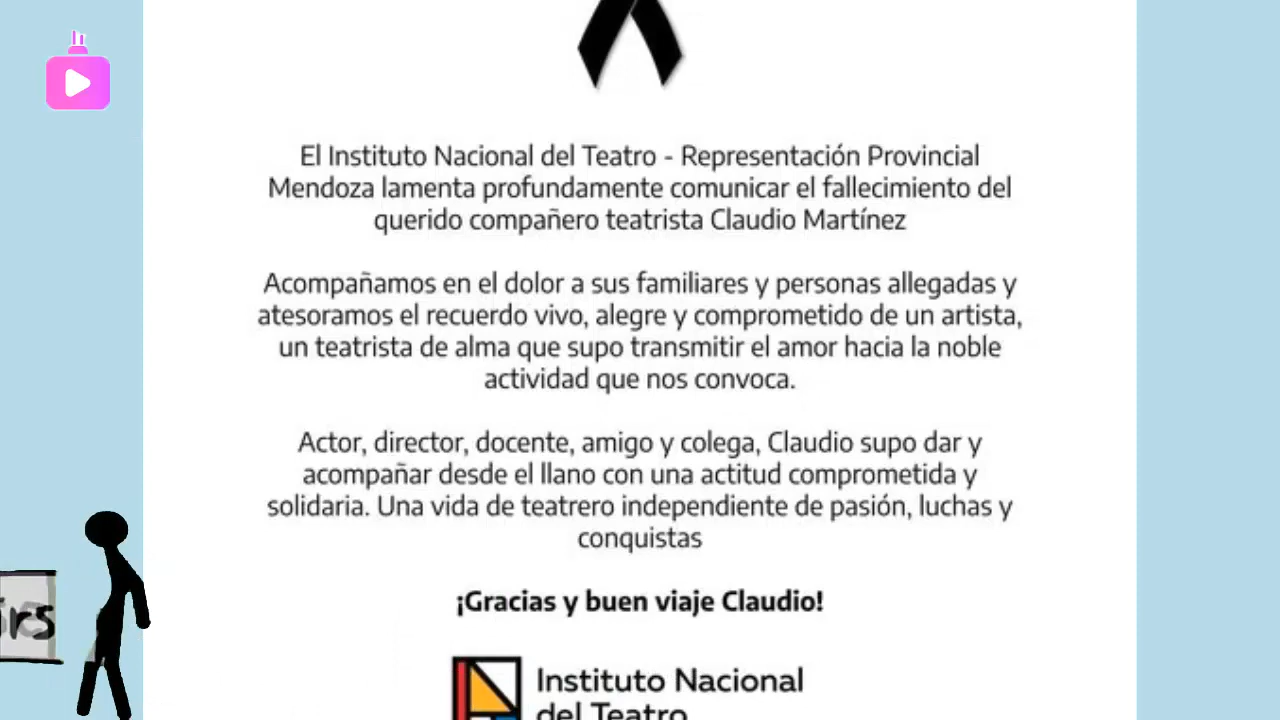 El Instituto Nacional del Teatro - Representación Provincial
Mendoza lamenta profundamente comunicar el fallecimiento del
querido compañero teatrista Claudio Martínez
Acompañamos en el dolor a sus familiares y personas allegadas y
atesoramos el recuerdo vivo, alegre y comprometido de un artista,
un teatrista de alma que supo transmitir el amor hacia la noble
actividad que nos convoca.
Actor, director, docente, amigo y colega, Claudio supo dar y
acompañar desde el llano con una actitud comprometida y
solidaria. Una vida de teatrero independiente de pasión, luchas y
conquistas
¡Gracias y buen viaje Claudio!
Instituto Nacional
del Teatro